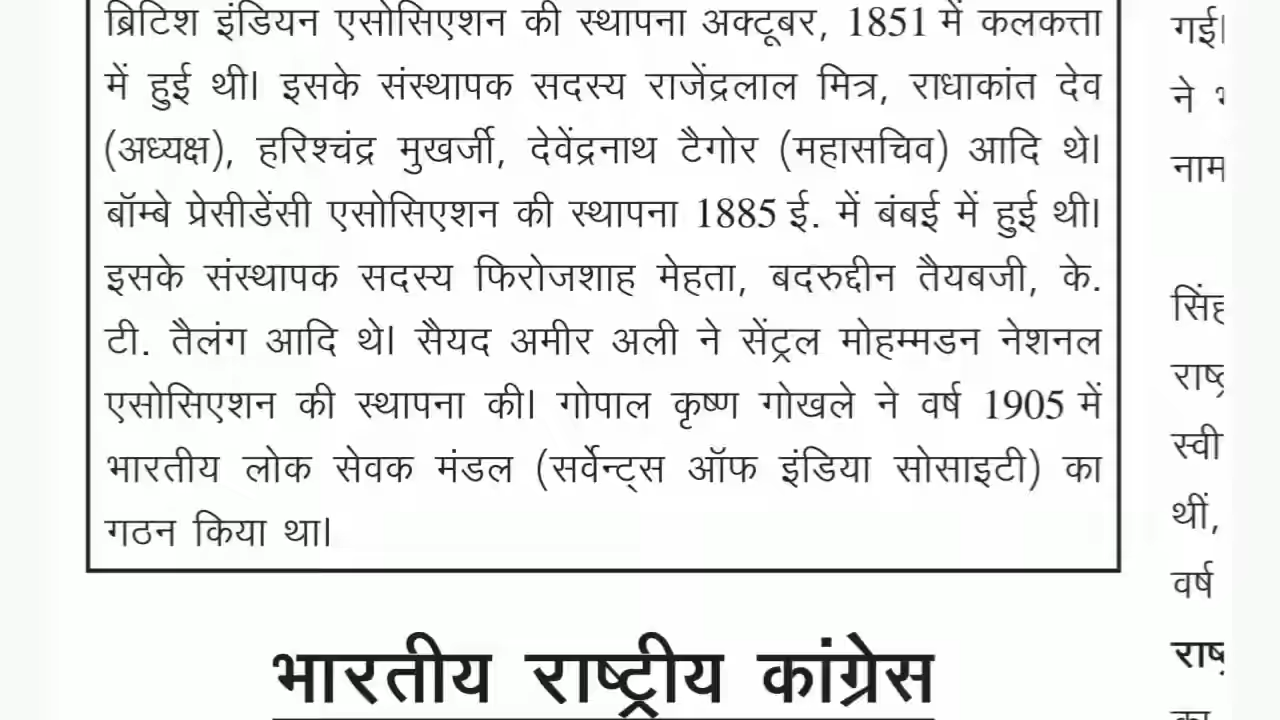 ब्रिटिश इंडियन एसोसिएशन की स्थापना अक्टूबर, 1851 में कलकत्ता
में हुई थी। इसके संस्थापक सदस्य राजेंद्रलाल मित्र, राधाकांत देव
(अध्यक्ष), हरिश्चंद्र मुखर्जी, देवेंद्रनाथ टैगोर (महासचिव) आदि थे।
बॉम्बे प्रेसीडेंसी एसोसिएशन की स्थापना 1885 ई. में बंबई में हुई थी।
इसके संस्थापक सदस्य फिरोजशाह मेहता, बदरुद्दीन तैयबजी, के.
टी. तैलंग आदि थे। सैयद अमीर अली ने सेंट्रल मोहम्मडन नेशनल
एसोसिएशन की स्थापना की। गोपाल कृष्ण गोखले ने वर्ष 1905 में
भारतीय लोक सेवक मंडल (सर्वेन्ट्स ऑफ इंडिया सोसाइटी) का
गठन किया था।
भारतीय राष्ट्रीय कांग्रेस
गई।
ने
नाम
स्वी
थीं,
वर्ष